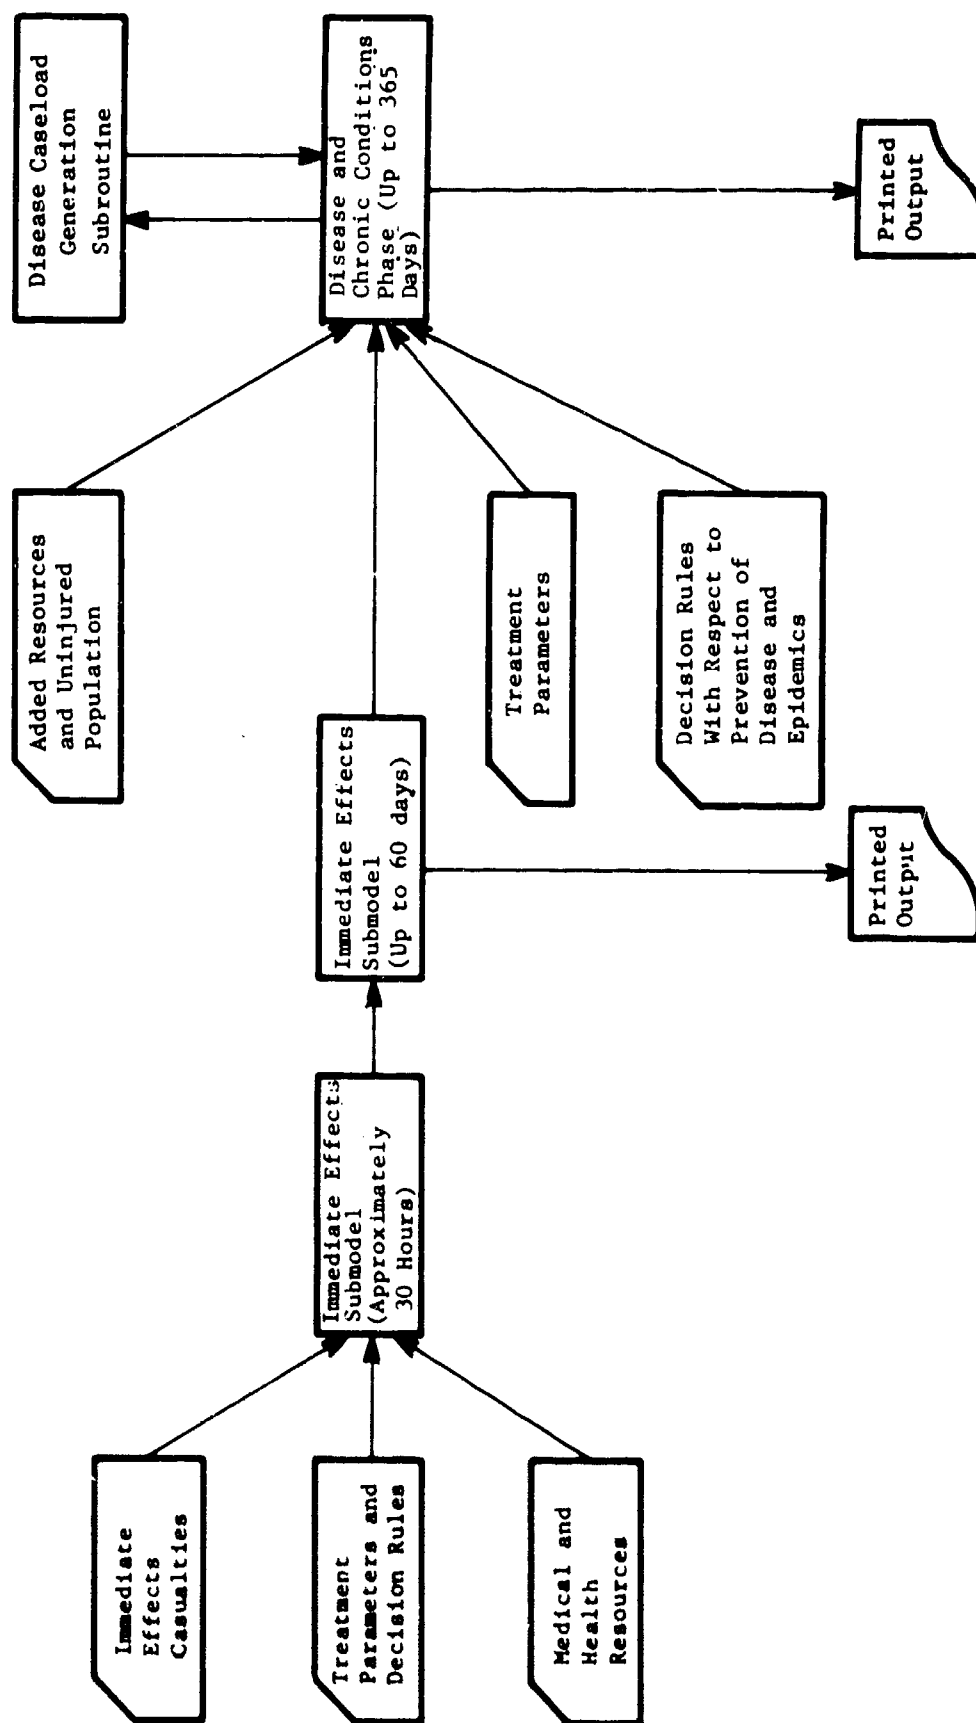 Immediate
Effects
Casualties
Treatment
Parameters and
Decision Rules
Medical and
Health
Resources
Immediate Effects
Submodel
(Approximately
30 Hours)
Immediate Effects
Submodel
(Up to 60 days)
Printed
Output
Added Resources
and Uninjured
Population
Treatment
Parameters
Decision Rules
With Respect to
Prevention of
Disease and
Epidemics
Disease Caseload
Generation
Subroutine
Disease and
Chronic Conditions
Phase (Up to 365
Days)
Printed
Output